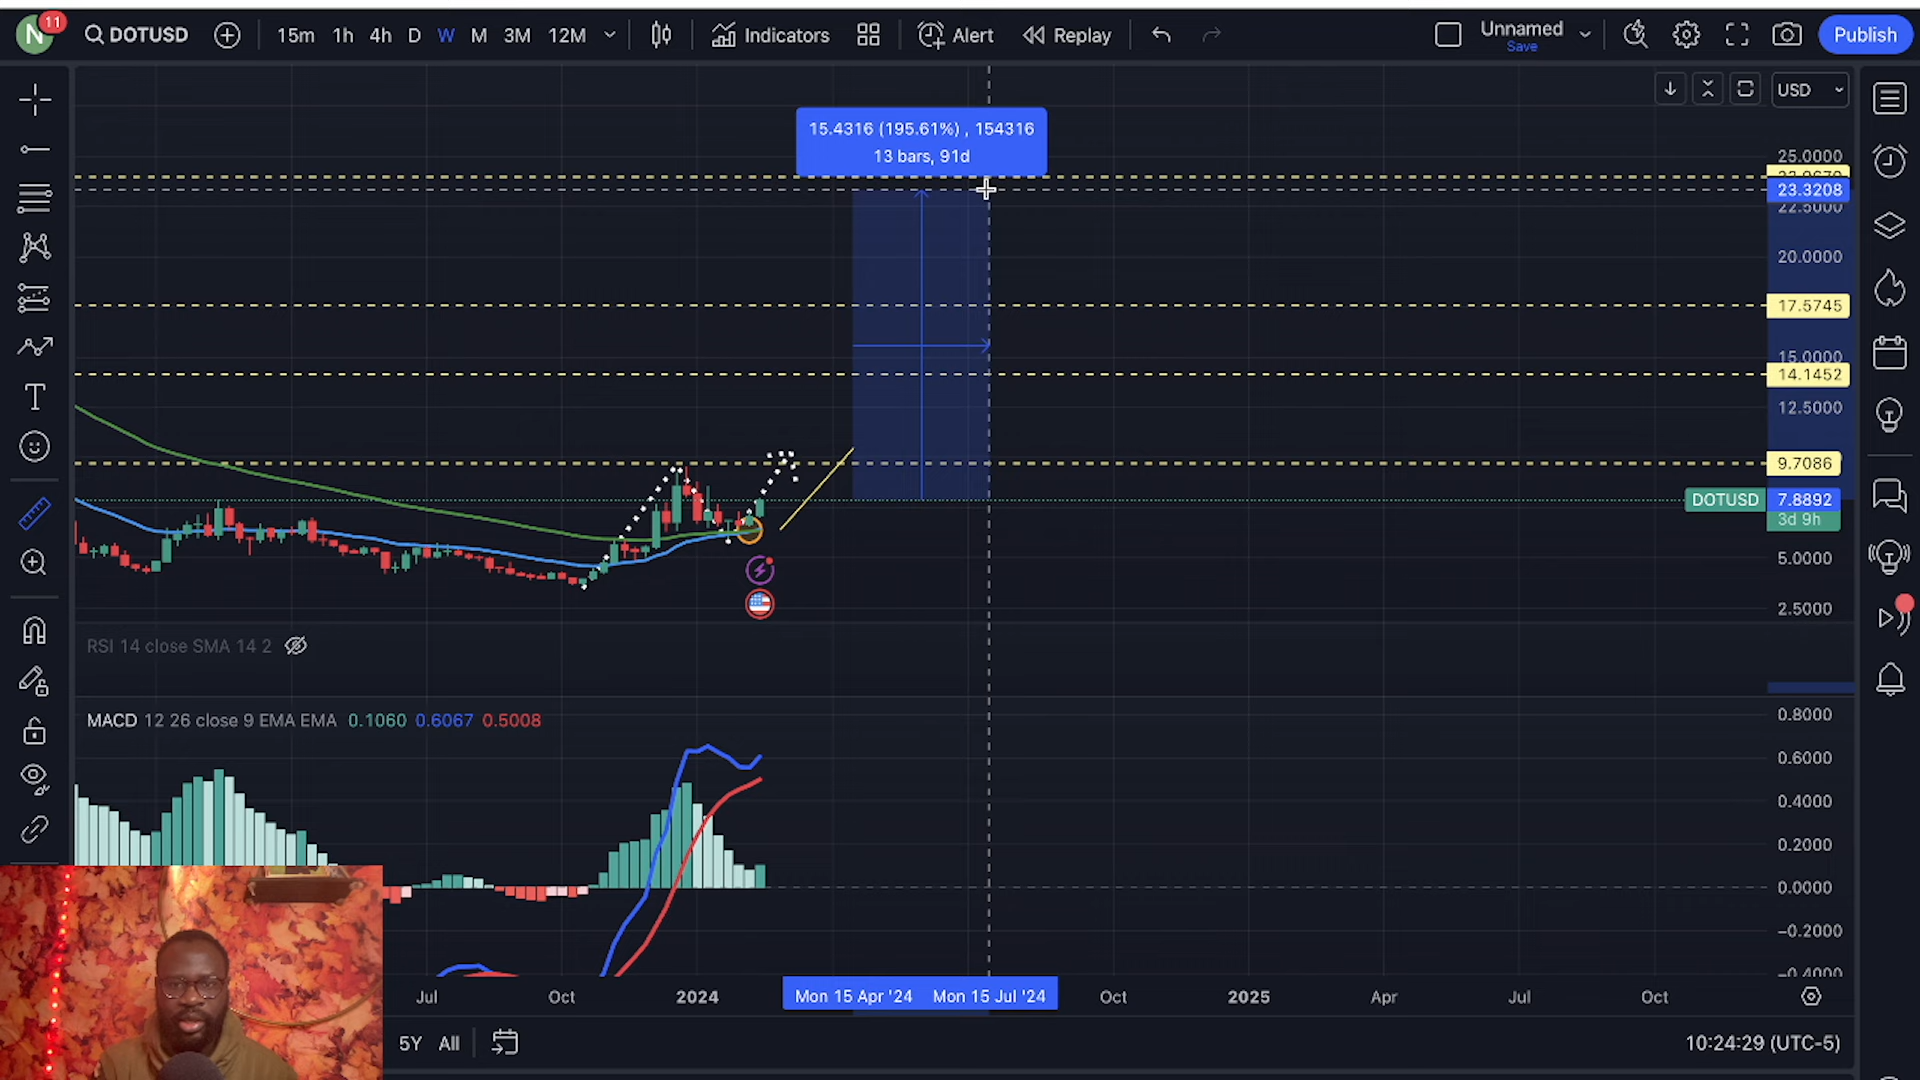 N 11 DOTUSD 15m 1h 4h D W M 3M 12M Indicators Alert Replay Unnamed Save Publish
USD
15.4316 (195.61%) , 154316
13 bars, 91d
25.0000
23.3208
22.5000
20.0000
17.5745
15.0000
14.1452
12.5000
9.7086
DOTUSD 7.8892
3d 9h
5.0000
2.5000
RSI 14 close SMA 14 2
MACD 12 26 close 9 EMA EMA 0.1060 0.6067 0.5008
0.8000
0.6000
0.4000
0.2000
0.0000
−0.2000
−0.4000
Jul Oct 2024 Mon 15 Apr '24 Mon 15 Jul '24 Oct 2025 Apr Jul Oct
5Y All 10:24:29 (UTC-5)